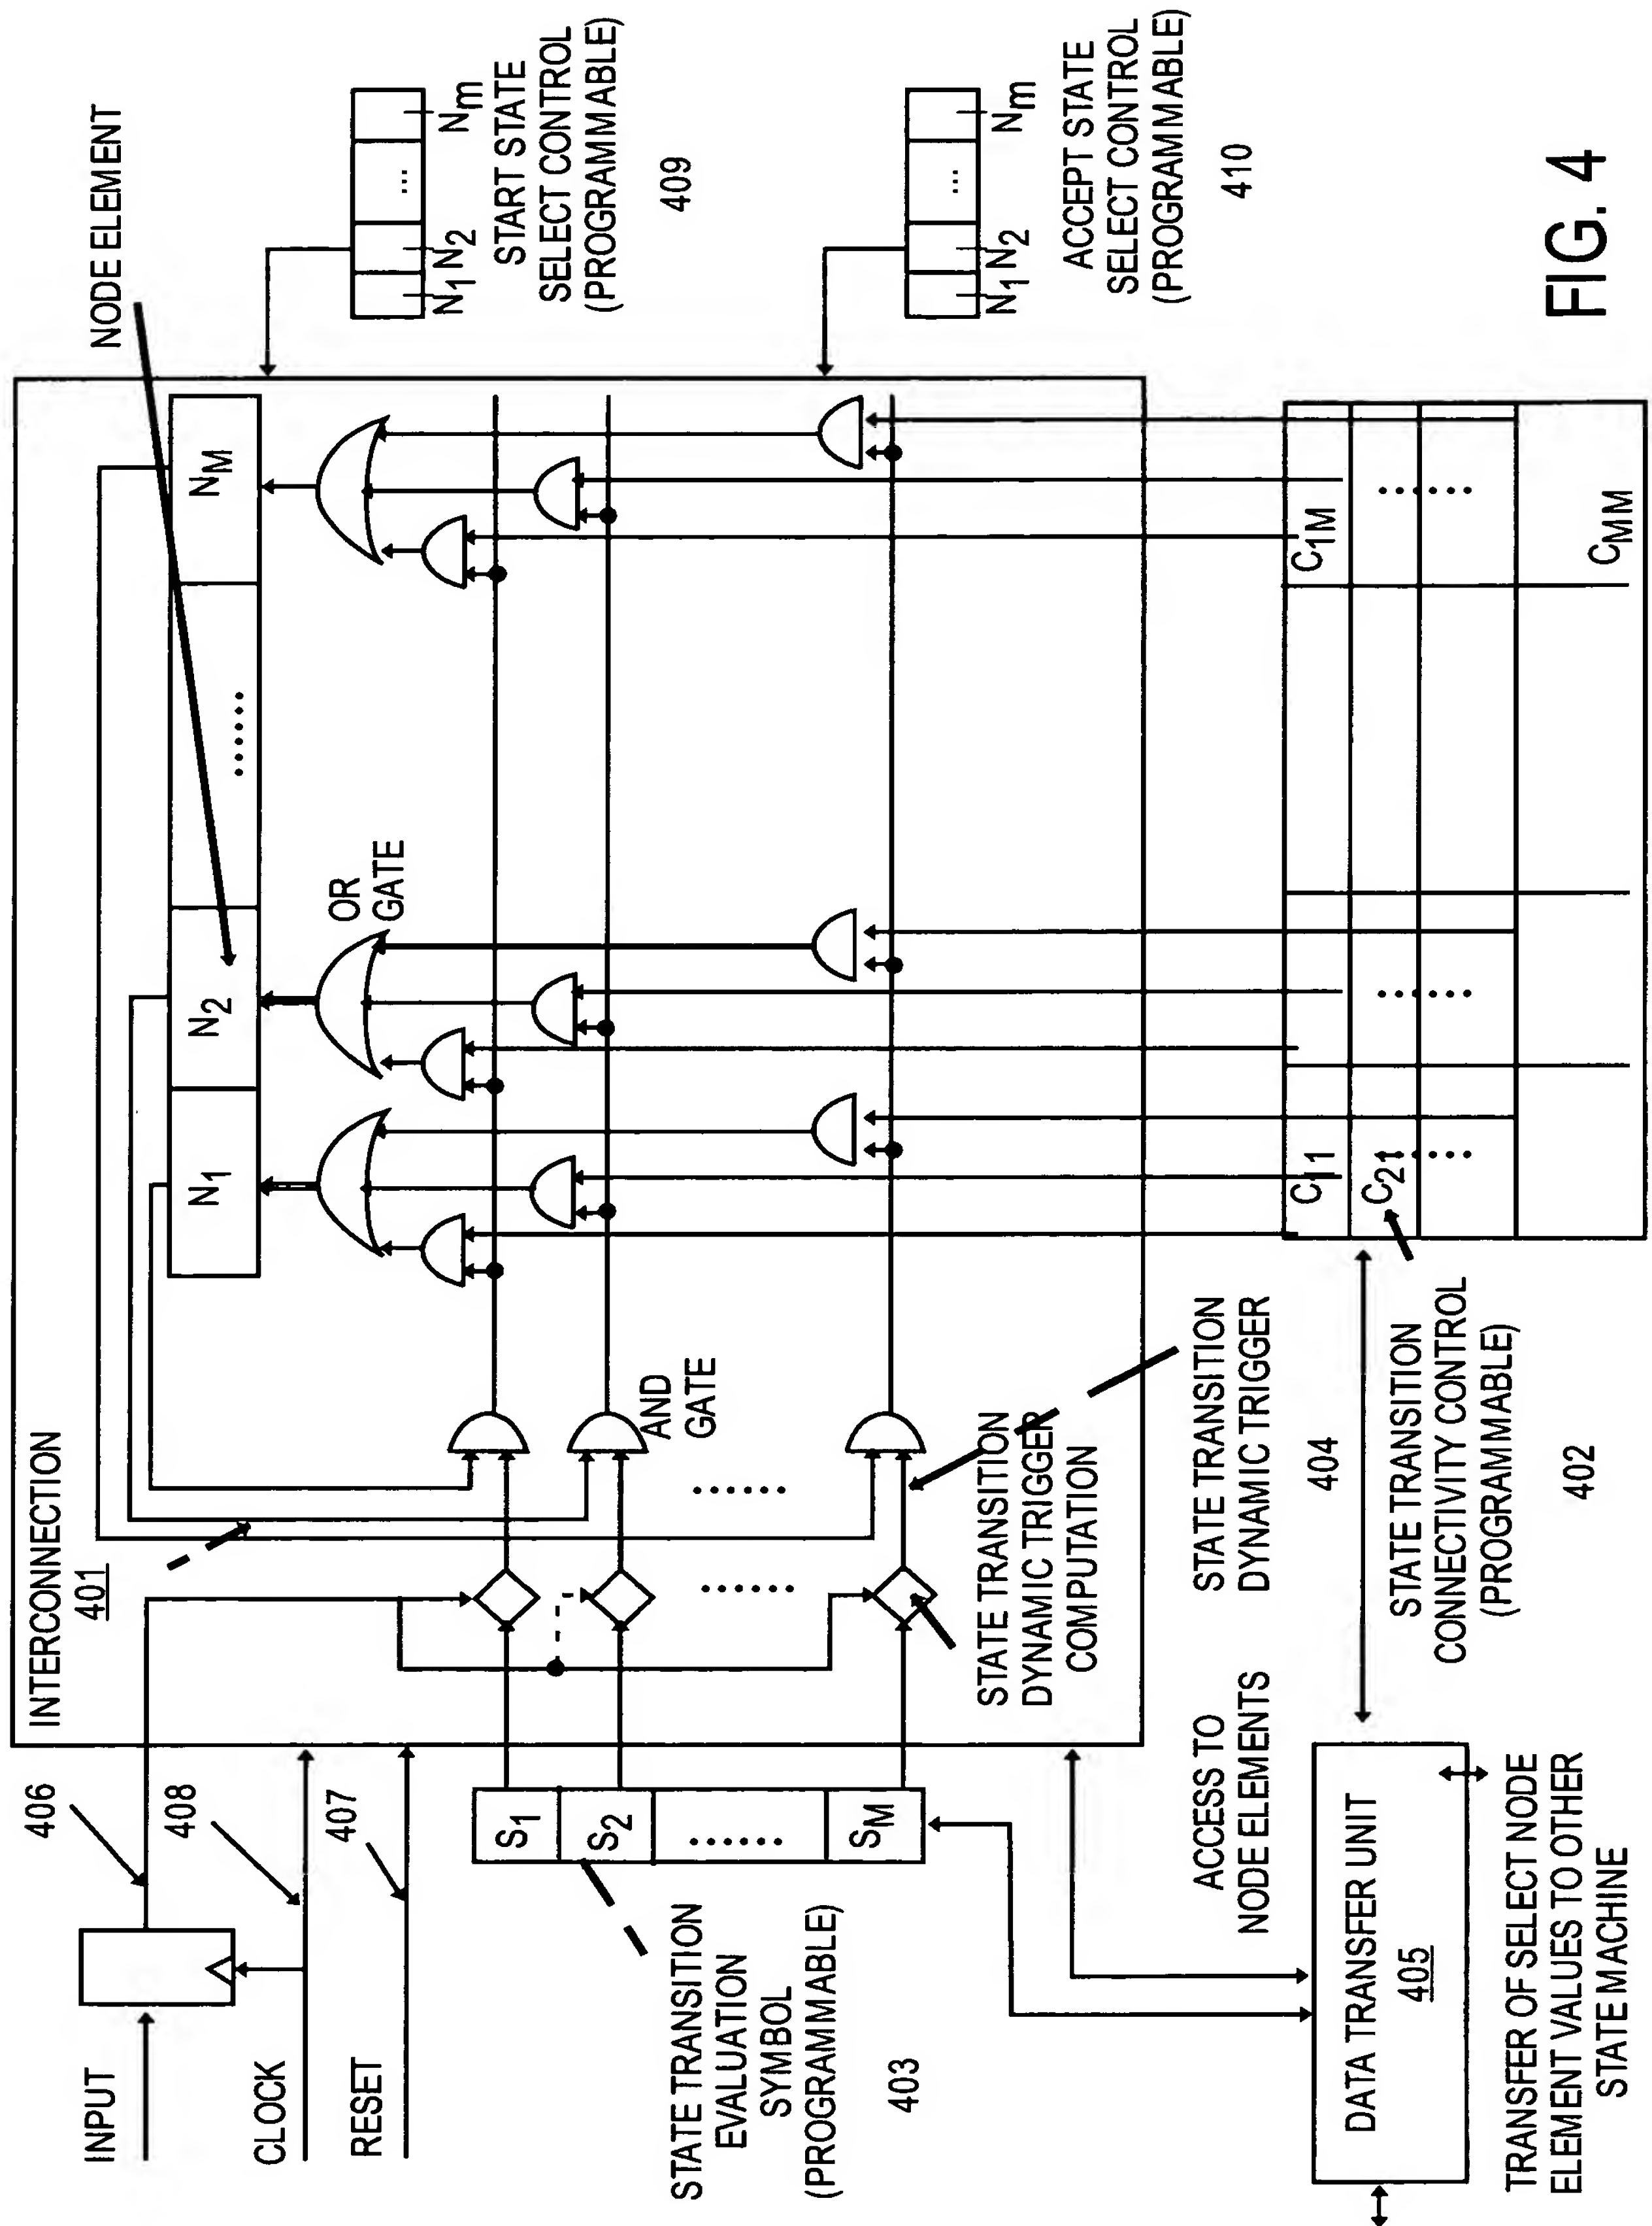 INPUT
CLOCK
RESET
406
408
407
INTERCONNECTION
401
NODE ELEMENT
N1
N2
......
NM
OR
GATE
AND
GATE
......
......
S1
S2
......
SM
STATE TRANSITION
EVALUATION
SYMBOL
(PROGRAMMABLE)
403
STATE TRANSITION
DYNAMIC TRIGGER
COMPUTATION
STATE TRANSITION
DYNAMIC TRIGGER
404
N1 N2 ... Nm
START STATE
SELECT CONTROL
(PROGRAMMABLE)
409
N1 N2 ... Nm
ACCEPT STATE
SELECT CONTROL
(PROGRAMMABLE)
410
ACCESS TO
NODE ELEMENTS
DATA TRANSFER UNIT
405
TRANSFER OF SELECT NODE
ELEMENT VALUES TO OTHER
STATE MACHINE
STATE TRANSITION
CONNECTIVITY CONTROL
(PROGRAMMABLE)
402
C11
C1M
C21
......
......
......
CMM
FIG. 4